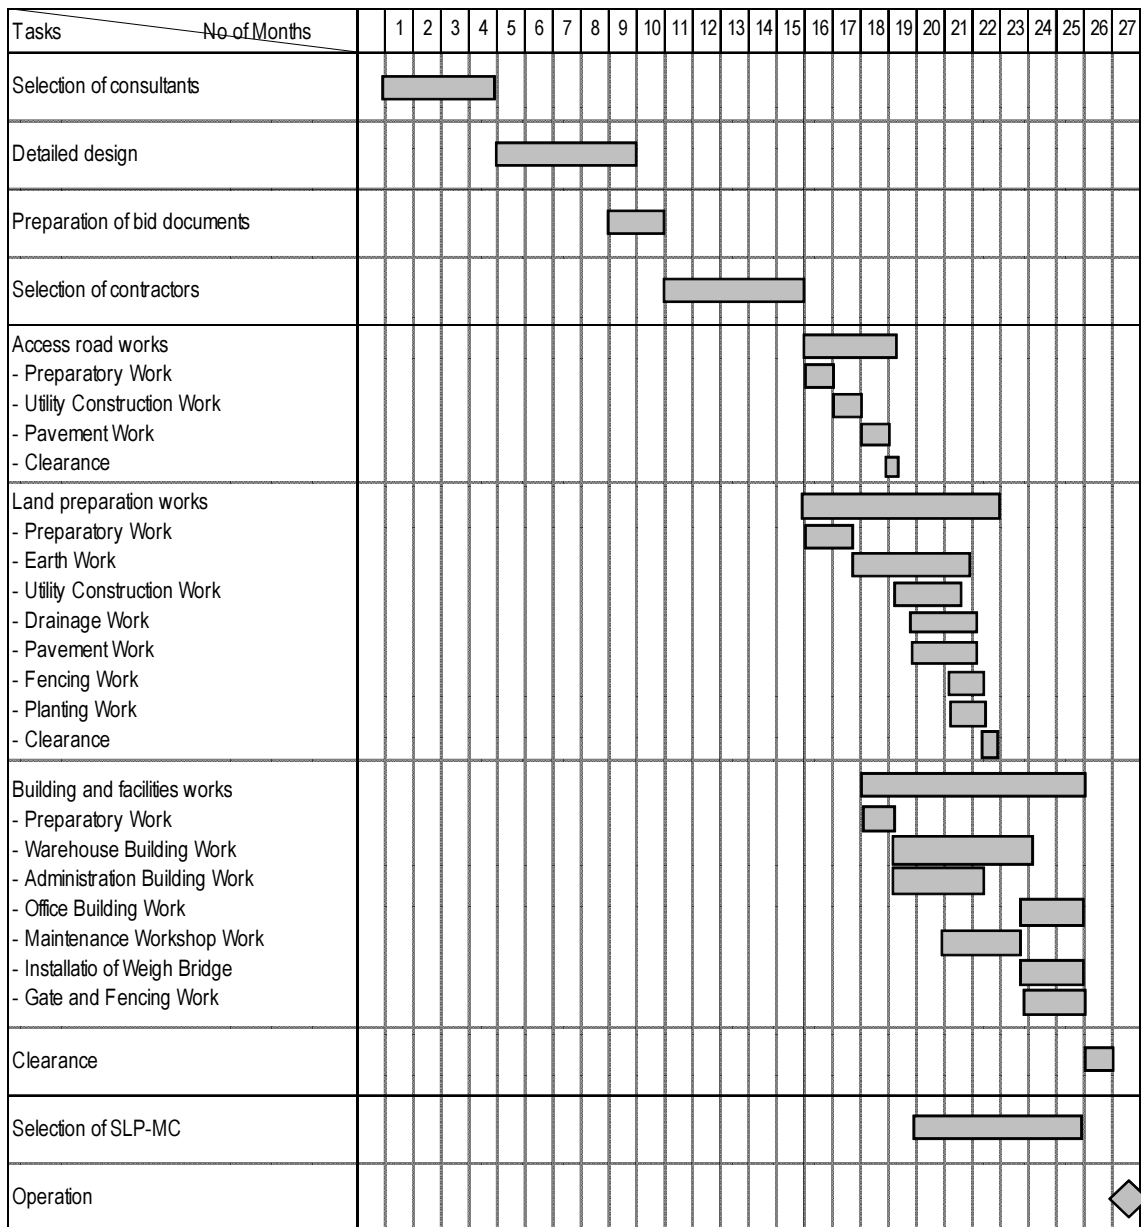 Tasks No of Months 1 2 3 4 5 6 7 8 9 10 11 12 13 14 15 16 17 18 19 20 21 22 23 24 25 26 27
Selection of consultants
Detailed design
Preparation of bid documents
Selection of contractors
Access road works
- Preparatory Work
- Utility Construction Work
- Pavement Work
- Clearance
Land preparation works
- Preparatory Work
- Earth Work
- Utility Construction Work
- Drainage Work
- Pavement Work
- Fencing Work
- Planting Work
- Clearance
Building and facilities works
- Preparatory Work
- Warehouse Building Work
- Administration Building Work
- Office Building Work
- Maintenance Workshop Work
- Installatio of Weigh Bridge
- Gate and Fencing Work
Clearance
Selection of SLP-MC
Operation